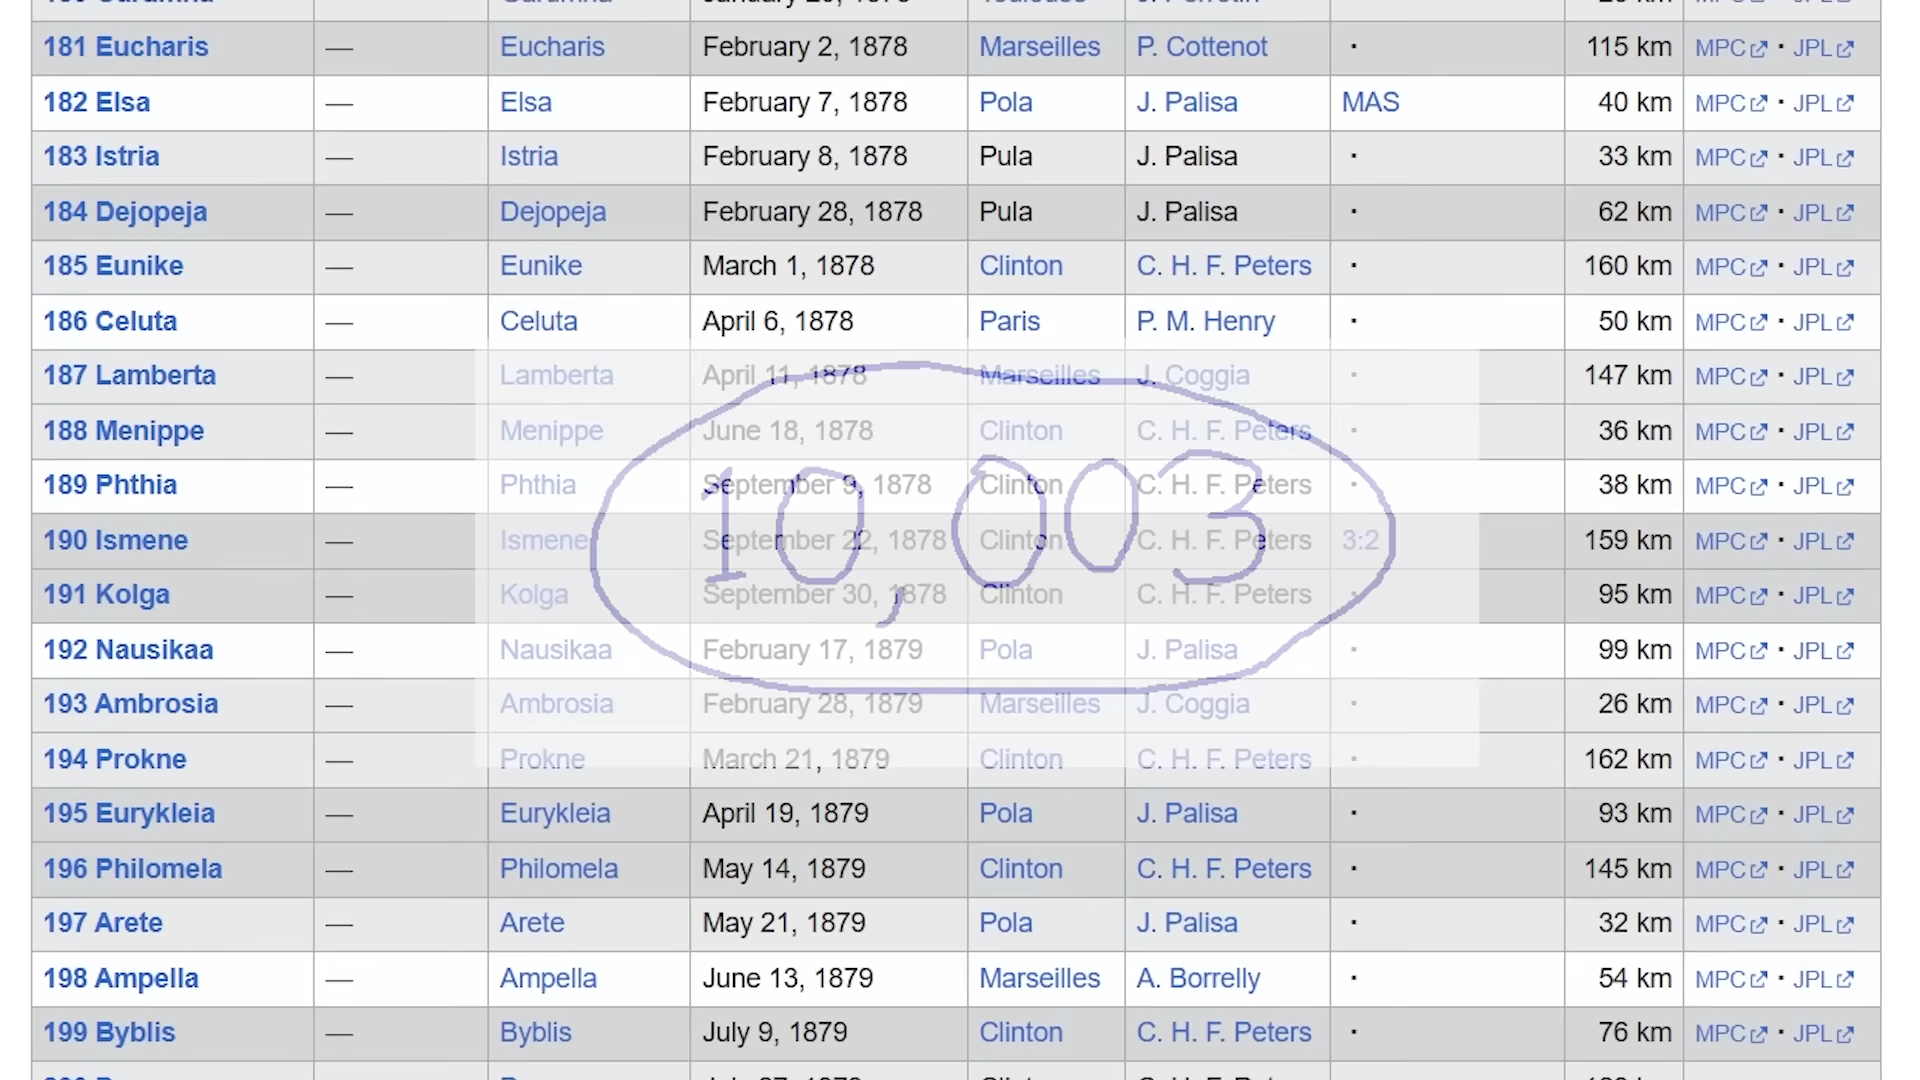 181 Eucharis — Eucharis February 2, 1878 Marseilles P. Cottenot · 115 km MPC · JPL
182 Elsa — Elsa February 7, 1878 Pola J. Palisa MAS 40 km MPC · JPL
183 Istria — Istria February 8, 1878 Pula J. Palisa · 33 km MPC · JPL
184 Dejopeja — Dejopeja February 28, 1878 Pula J. Palisa · 62 km MPC · JPL
185 Eunike — Eunike March 1, 1878 Clinton C. H. F. Peters · 160 km MPC · JPL
186 Celuta — Celuta April 6, 1878 Paris P. M. Henry · 50 km MPC · JPL
187 Lamberta — Lamberta April 11, 1878 Marseilles J. Coggia · 147 km MPC · JPL
188 Menippe — Menippe June 18, 1878 Clinton C. H. F. Peters · 36 km MPC · JPL
189 Phthia — Phthia September 9, 1878 Clinton C. H. F. Peters · 38 km MPC · JPL
10,003
190 Ismene — Ismene September 22, 1878 Clinton C. H. F. Peters 3:2 159 km MPC · JPL
191 Kolga — Kolga September 30, 1878 Clinton C. H. F. Peters · 95 km MPC · JPL
192 Nausikaa — Nausikaa February 17, 1879 Pola J. Palisa · 99 km MPC · JPL
193 Ambrosia — Ambrosia February 28, 1879 Marseilles J. Coggia · 26 km MPC · JPL
194 Prokne — Prokne March 21, 1879 Clinton C. H. F. Peters · 162 km MPC · JPL
195 Eurykleia — Eurykleia April 19, 1879 Pola J. Palisa · 93 km MPC · JPL
196 Philomela — Philomela May 14, 1879 Clinton C. H. F. Peters · 145 km MPC · JPL
197 Arete — Arete May 21, 1879 Pola J. Palisa · 32 km MPC · JPL
198 Ampella — Ampella June 13, 1879 Marseilles A. Borrelly · 54 km MPC · JPL
199 Byblis — Byblis July 9, 1879 Clinton C. H. F. Peters · 76 km MPC · JPL